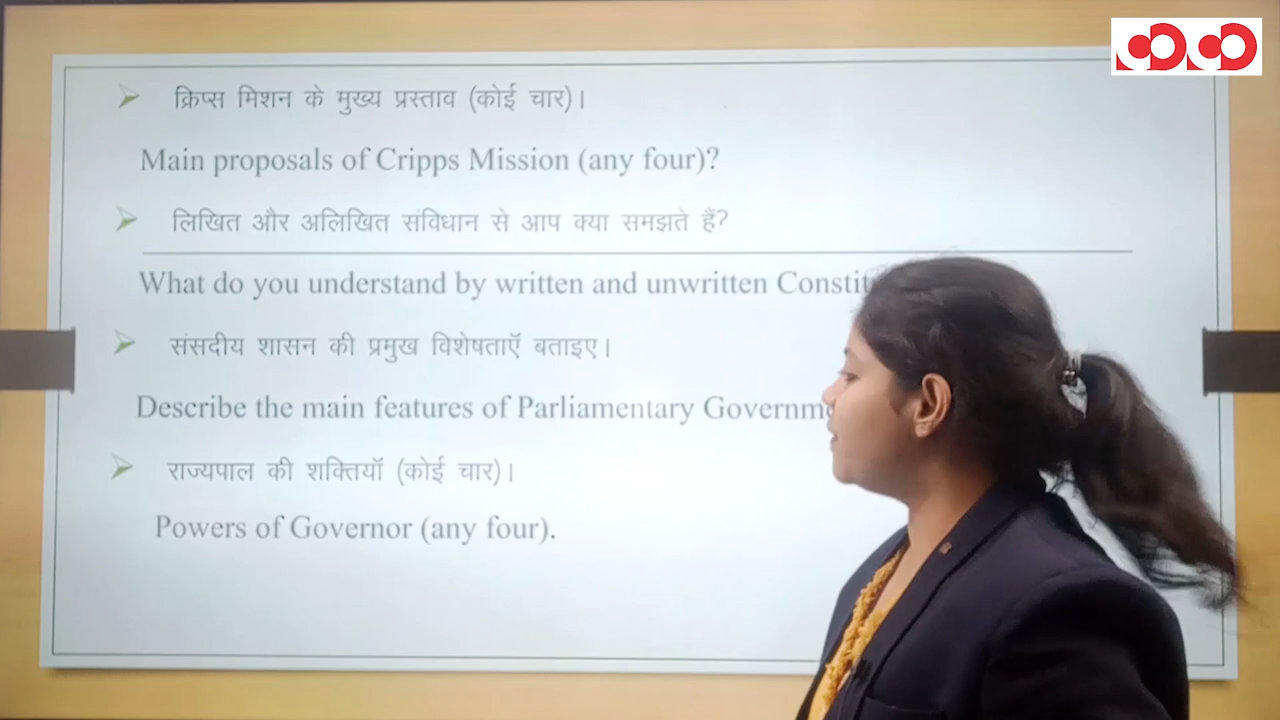 क्रिप्स मिशन के मुख्य प्रस्ताव (कोई चार)।
Main proposals of Cripps Mission (any four)?
लिखित और अलिखित संविधान से आप क्या समझते हैं?
What do you understand by written and unwritten
संसदीय शासन की प्रमुख विशेषताएँ बताइए।
Describe the main features of Parliamentary
राज्यपाल की शक्तियाँ (कोई चार)।
Powers of Governor (any four).